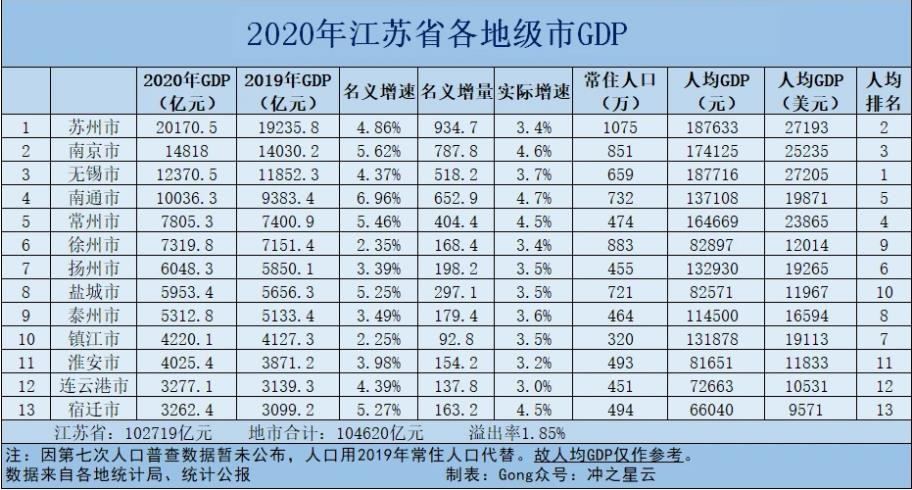 2020年江苏省各地级市GDP
2020年GDP（亿元） 2019年GDP（亿元） 名义增速 名义增量 实际增速 常住人口（万） 人均GDP（元） 人均GDP（美元） 人均排名
1 苏州市 20170.5 19235.8 4.86% 934.7 3.4% 1075 187633 27193 2
2 南京市 14818 14030.2 5.62% 787.8 4.6% 851 174125 25235 3
3 无锡市 12370.5 11852.3 4.37% 518.2 3.7% 659 187716 27205 1
4 南通市 10036.3 9383.4 6.96% 652.9 4.7% 732 137108 19871 5
5 常州市 7805.3 7400.9 5.46% 404.4 4.5% 474 164669 23865 4
6 徐州市 7319.8 7151.4 2.35% 168.4 3.4% 883 82897 12014 9
7 扬州市 6048.3 5850.1 3.39% 198.2 3.5% 455 132930 19265 6
8 盐城市 5953.4 5656.3 5.25% 297.1 3.5% 721 82571 11967 10
9 泰州市 5312.8 5133.4 3.49% 179.4 3.6% 464 114500 16594 8
10 镇江市 4220.1 4127.3 2.25% 92.8 3.5% 320 131878 19113 7
11 淮安市 4025.4 3871.2 3.98% 154.2 3.2% 493 81651 11833 11
12 连云港市 3277.1 3139.3 4.39% 137.8 3.0% 451 72663 10531 12
13 宿迁市 3262.4 3099.2 5.27% 163.2 4.5% 494 66040 9571 13
江苏省：102719亿元 地市合计：104620亿元 溢出率1.85%
注：因第七次人口普查数据暂未公布，人口用2019年常住人口代替。故人均GDP仅作参考。
数据来自各地统计局、统计公报 制表：Gong众号：冲之星云